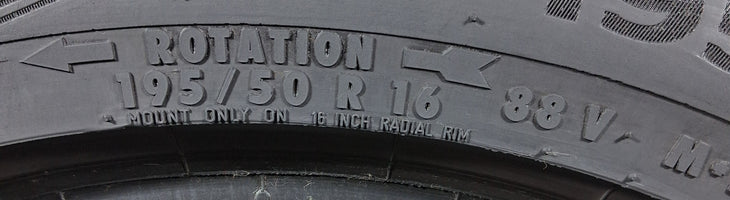 ROTATION
195/50 R 16 88 V
MOUNT ONLY ON 16 INCH RADIAL RIM